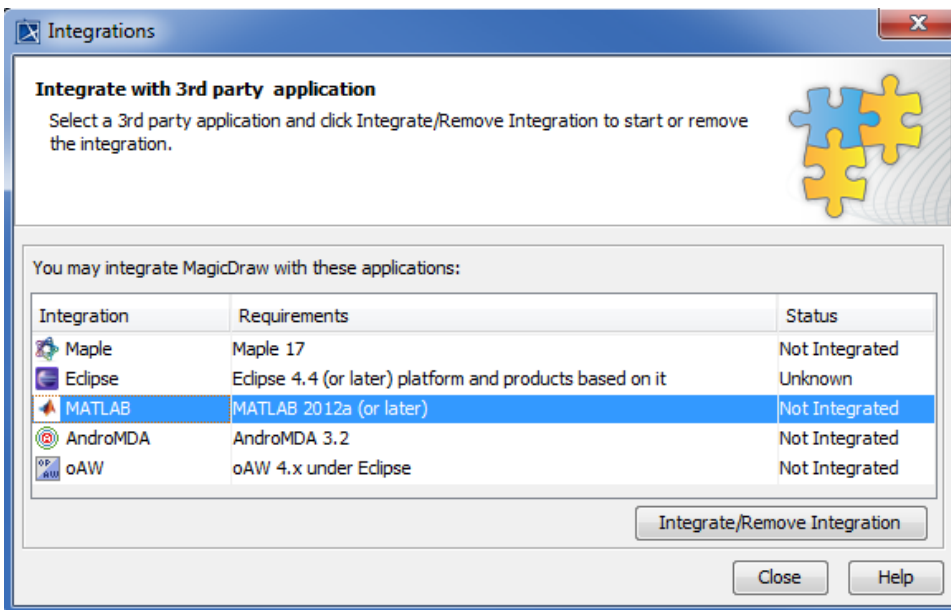 Integrations
Integrate with 3rd party  application
Select a 3rd party application and click Integrate/Remove Integration to start or remove
the integration.
You may integrate MagicDraw with these applications:
Integration Requirements Status
Maple Maple 17 Not Integrated
Eclipse Eclipse 4.4 (or later) platform and products based on it Unknown
MATLAB MATLAB 2012a (or later) Not Integrated
AndroMDA AndroMDA 3.2 Not Integrated
oAW oAW 4.x under Eclipse Not Integrated
Integrate/Remove Integration
Close Help